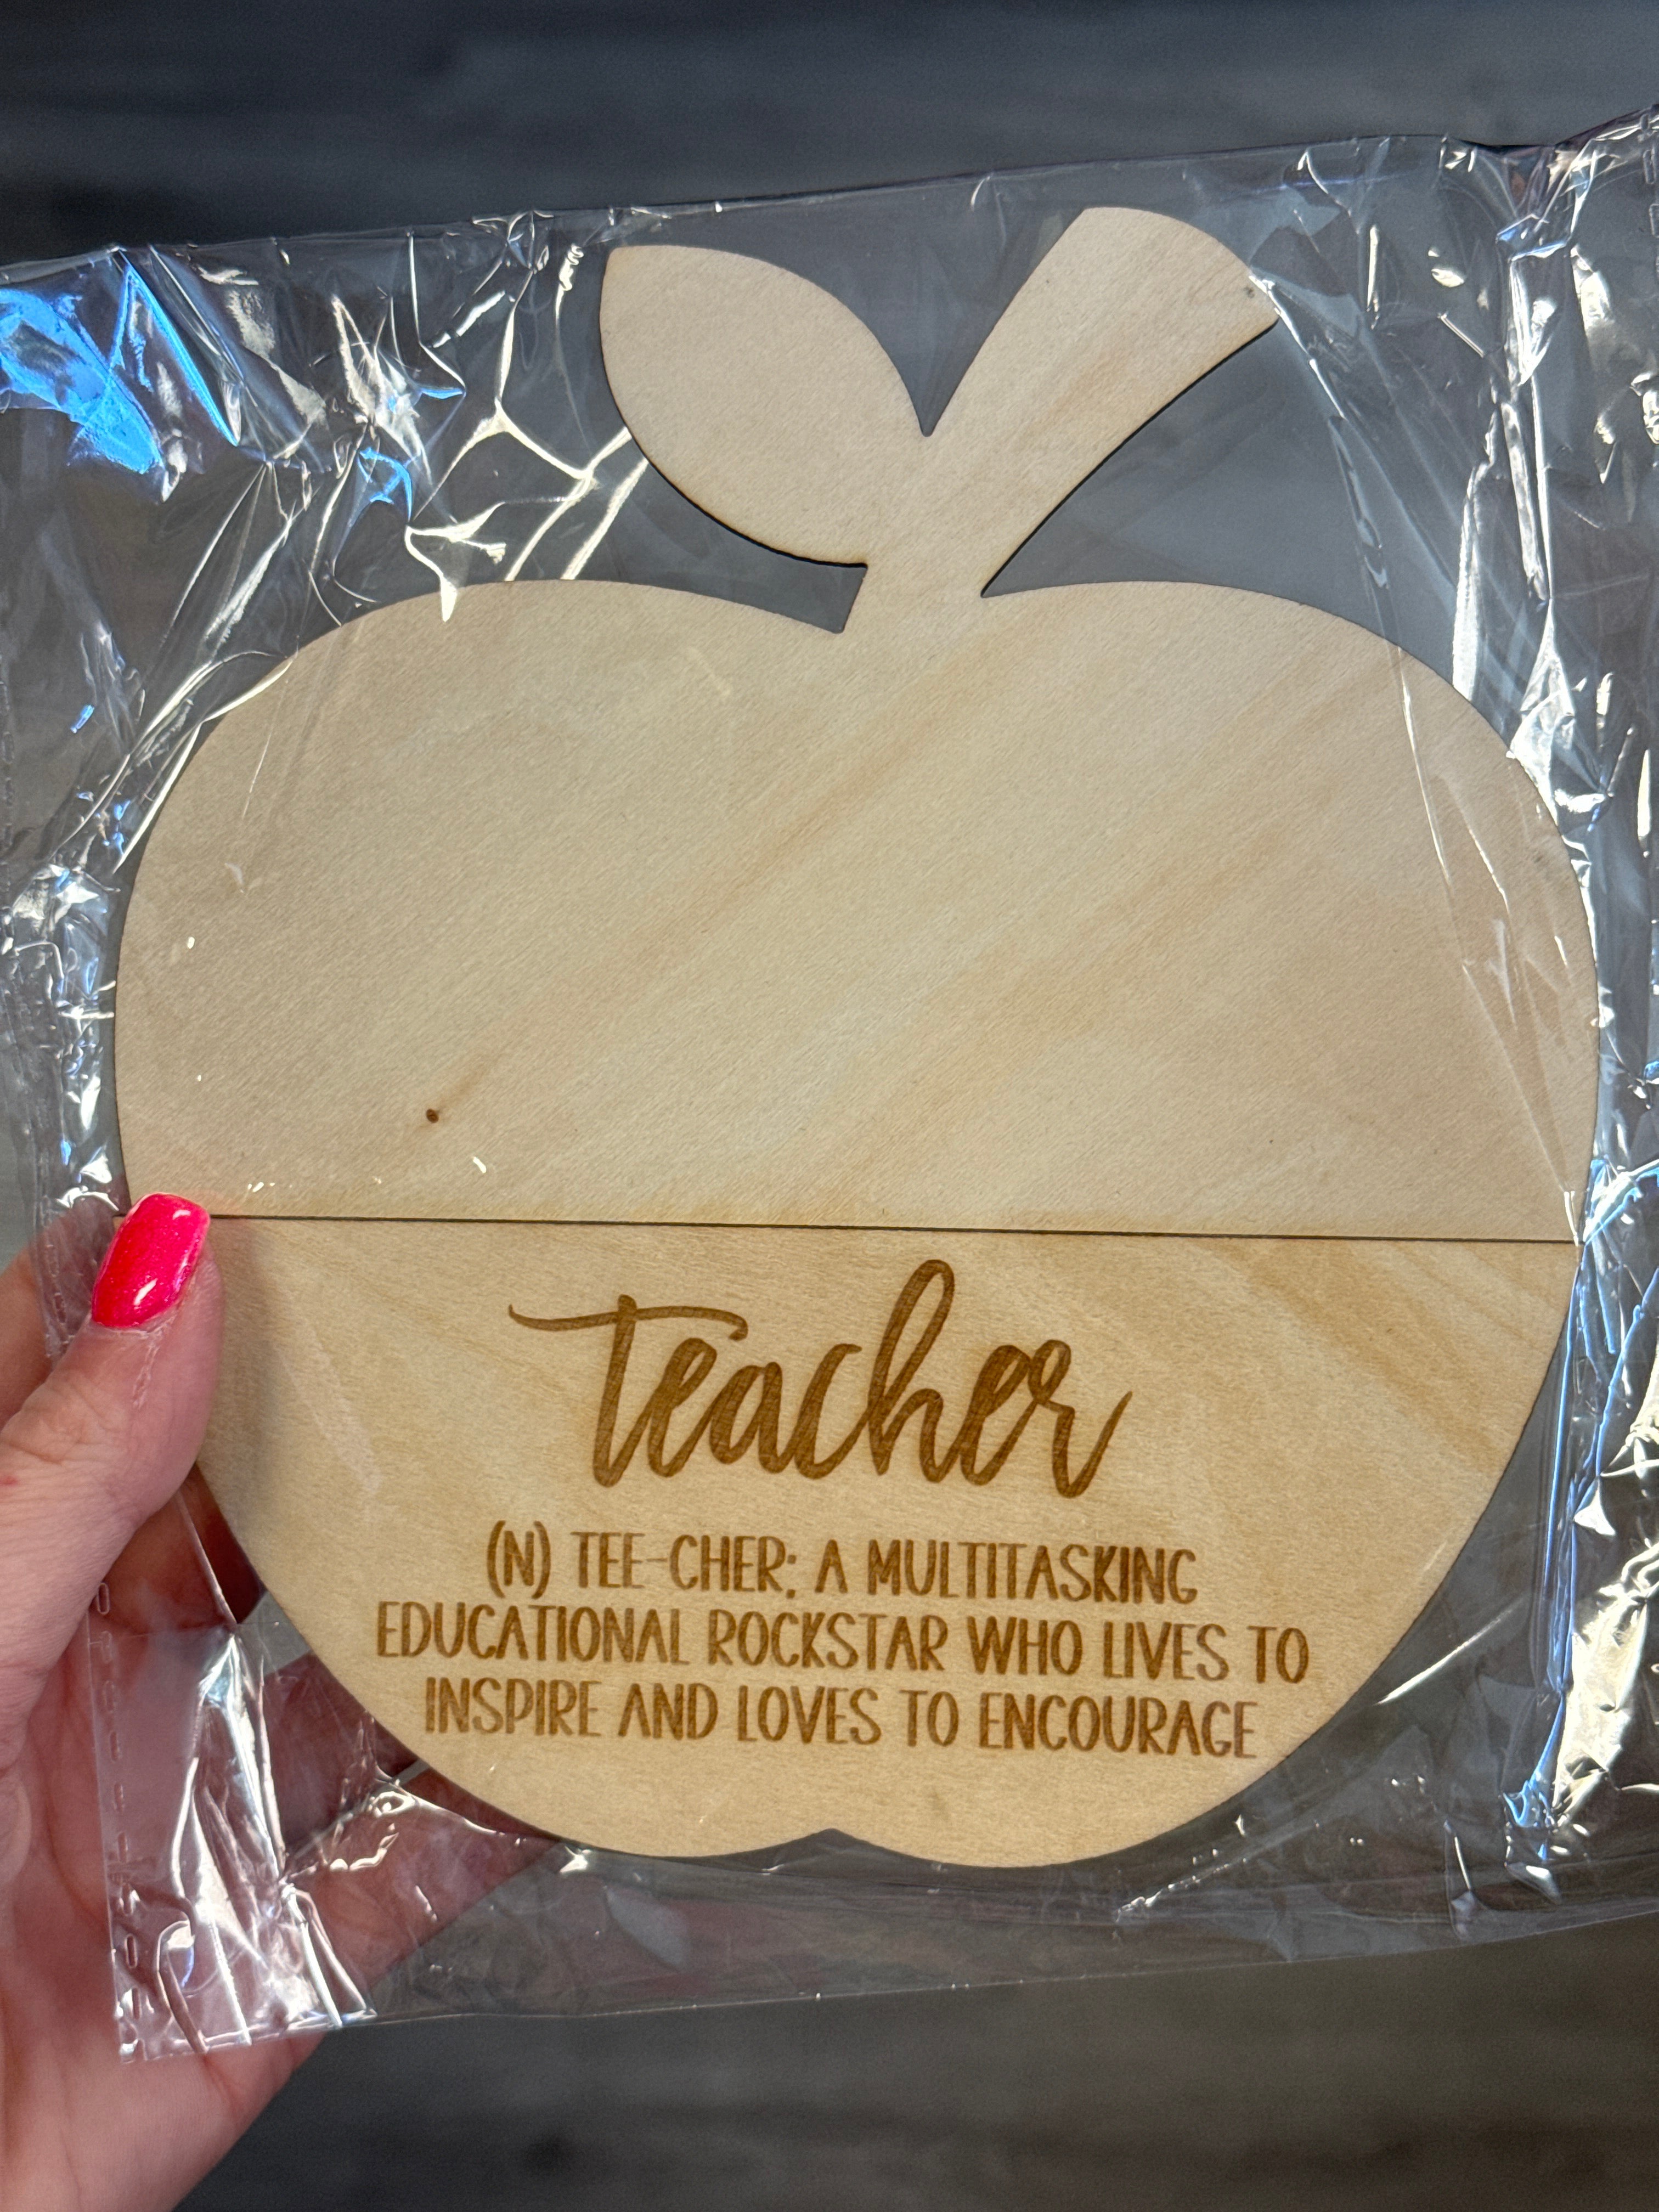 teacher
(N) TEE-CHER; A MULTITASKING
EDUCATIONAL ROCKSTAR WHO LIVES TO
INSPIRE AND LOVES TO ENCOURAGE